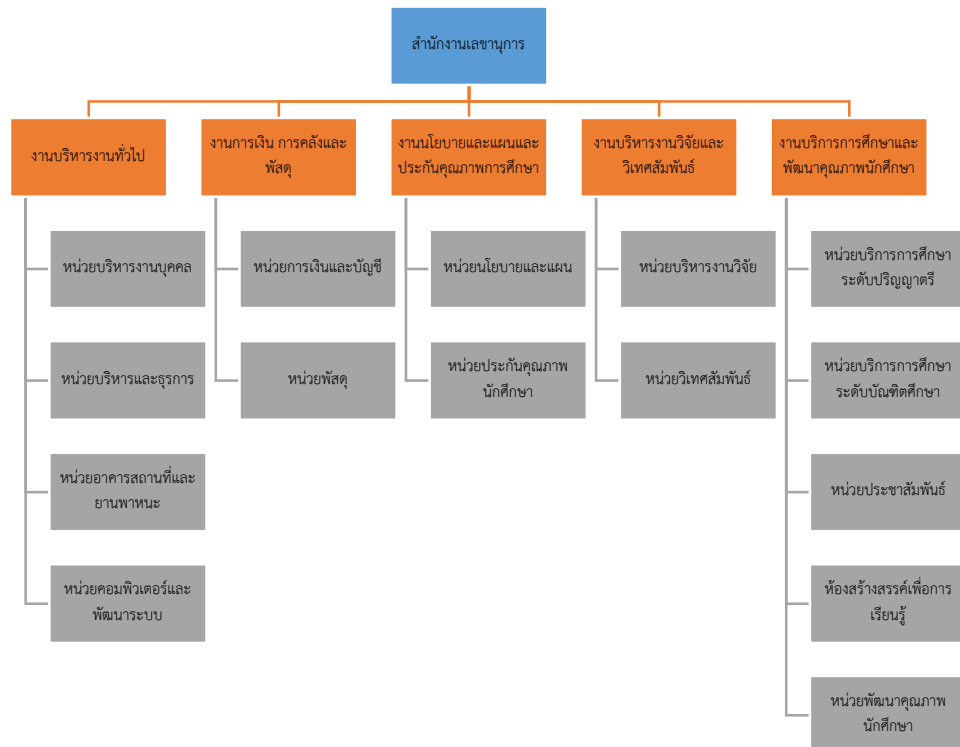 สำนักงานเลขานุการ
งานบริหารงานทั่วไป
งานการเงิน การคลังและ
พัสดุ
งานนโยบายและแผนและ
ประกันคุณภาพการศึกษา
งานบริหารงานวิจัยและ
วิเทศสัมพันธ์
งานบริการการศึกษาและ
พัฒนาคุณภาพนักศึกษา
หน่วยบริหารงานบุคคล
หน่วยการเงินและบัญชี
หน่วยนโยบายและแผน
หน่วยบริหารงานวิจัย
หน่วยบริการการศึกษา
ระดับปริญญาตรี
หน่วยบริหารและธุรการ
หน่วยพัสดุ
หน่วยประกันคุณภาพ
นักศึกษา
หน่วยวิเทศสัมพันธ์
หน่วยบริการการศึกษา
ระดับบัณฑิตศึกษา
หน่วยอาคารสถานที่และ
ยานพาหนะ
หน่วยประชาสัมพันธ์
หน่วยคอมพิวเตอร์และ
พัฒนาระบบ
ห้องสร้างสรรค์เพื่อการ
เรียนรู้
หน่วยพัฒนาคุณภาพ
นักศึกษา